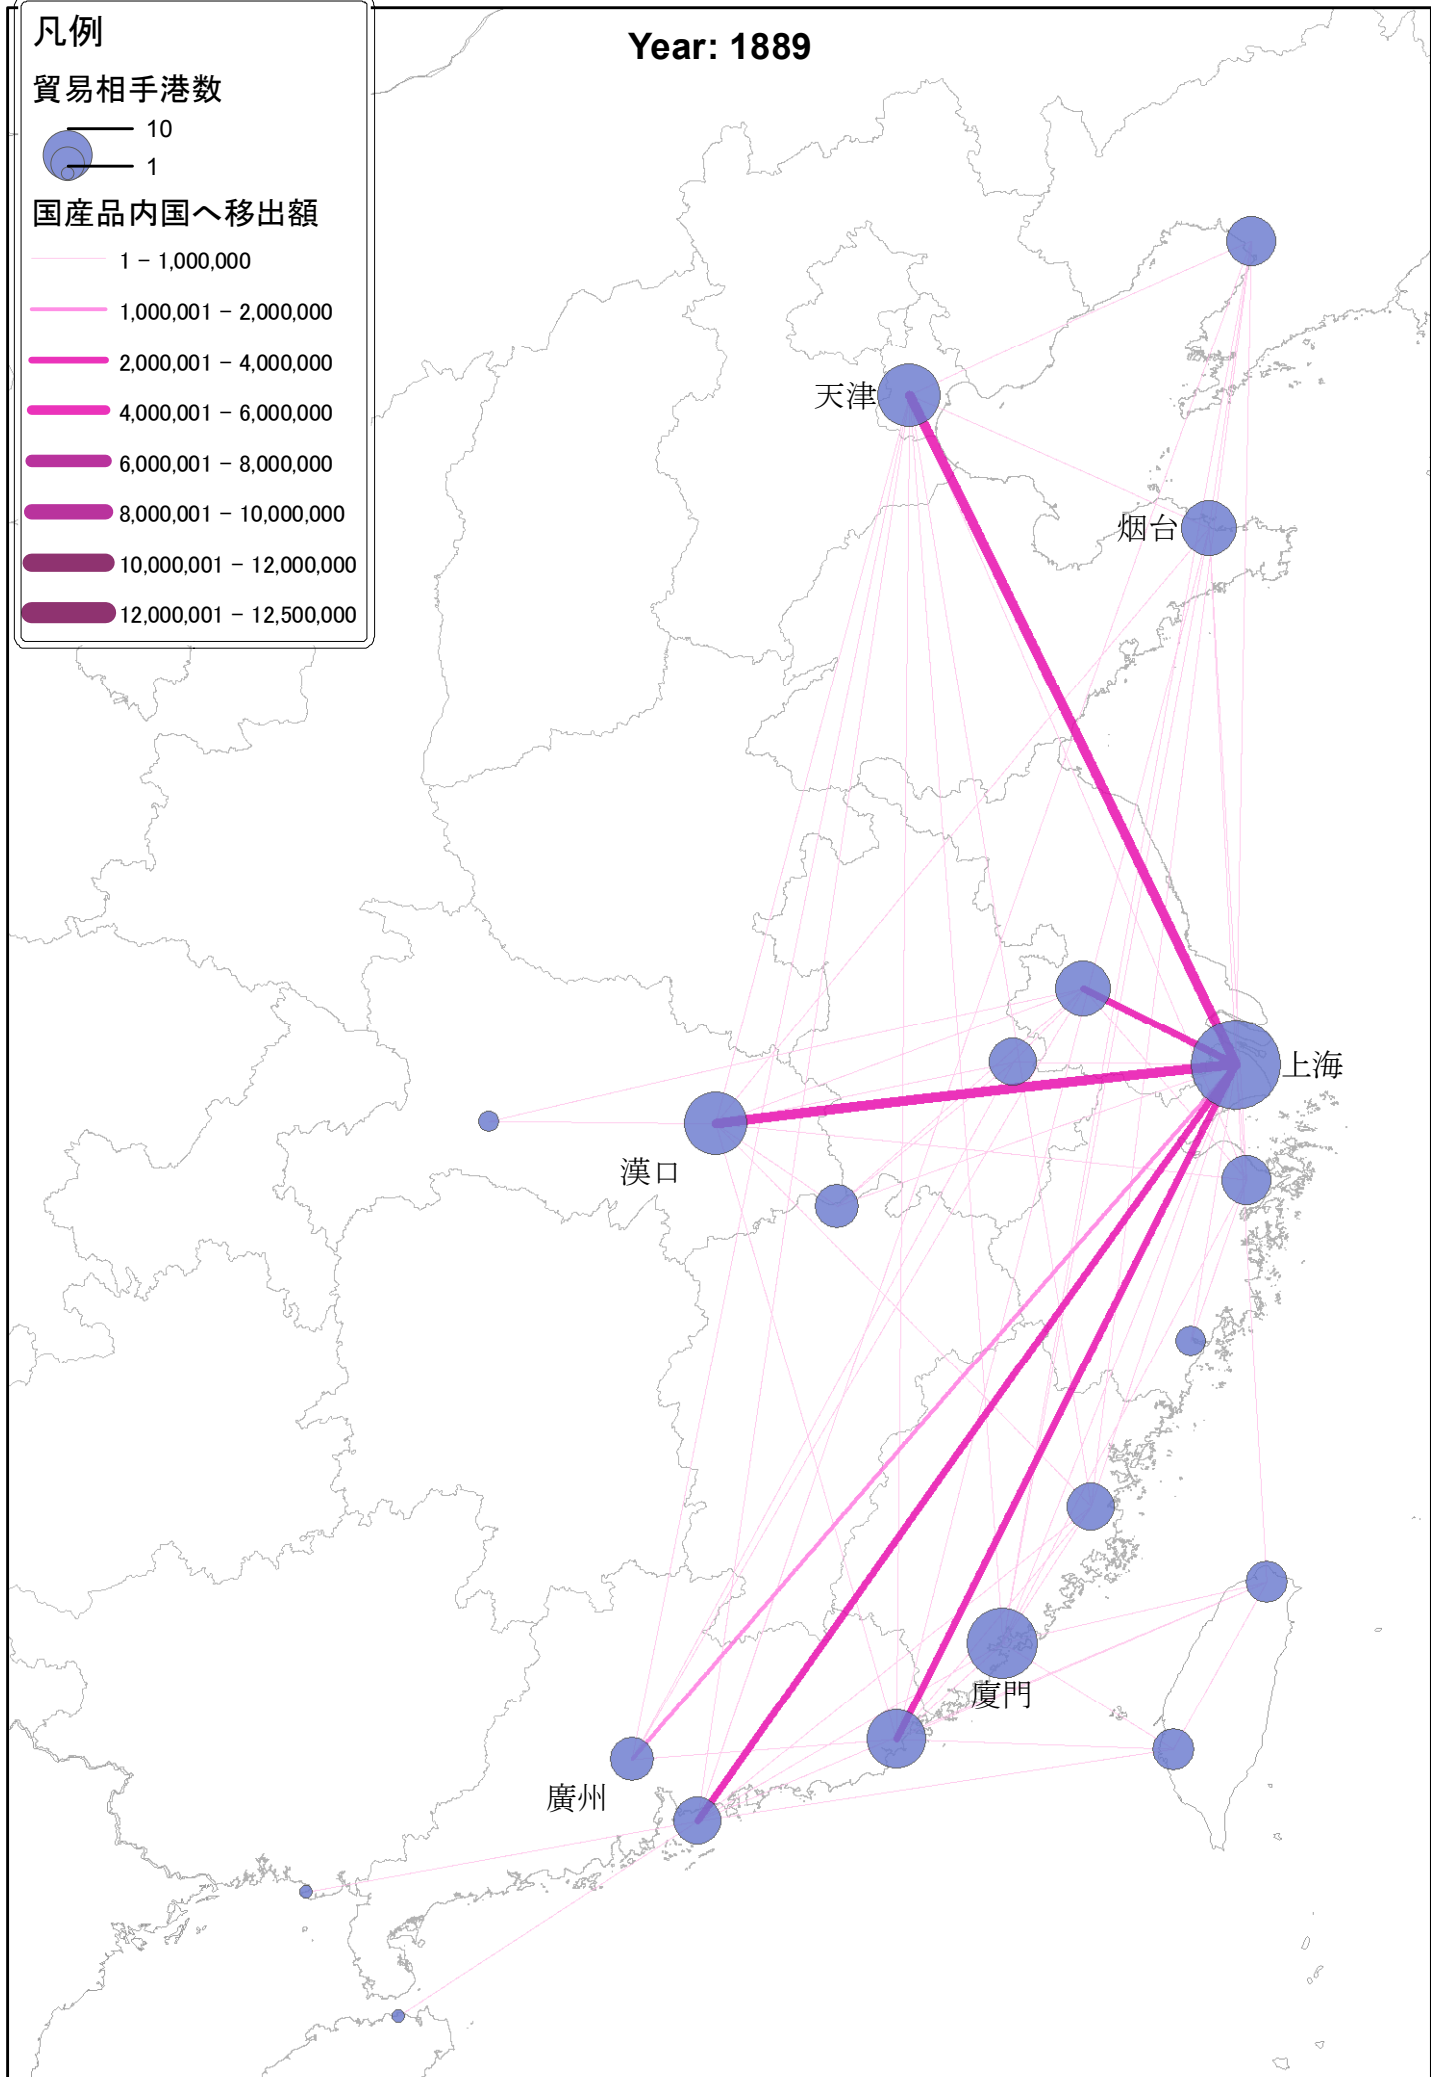 凡例
貿易相手港数
10
1
国産品内国へ移出額
1 - 1,000,000
1,000,001 - 2,000,000
2,000,001 - 4,000,000
4,000,001 - 6,000,000
6,000,001 - 8,000,000
8,000,001 - 10,000,000
10,000,001 - 12,000,000
12,000,001 - 12,500,000
Year: 1889
天津
烟台
上海
漢口
廈門
廣州